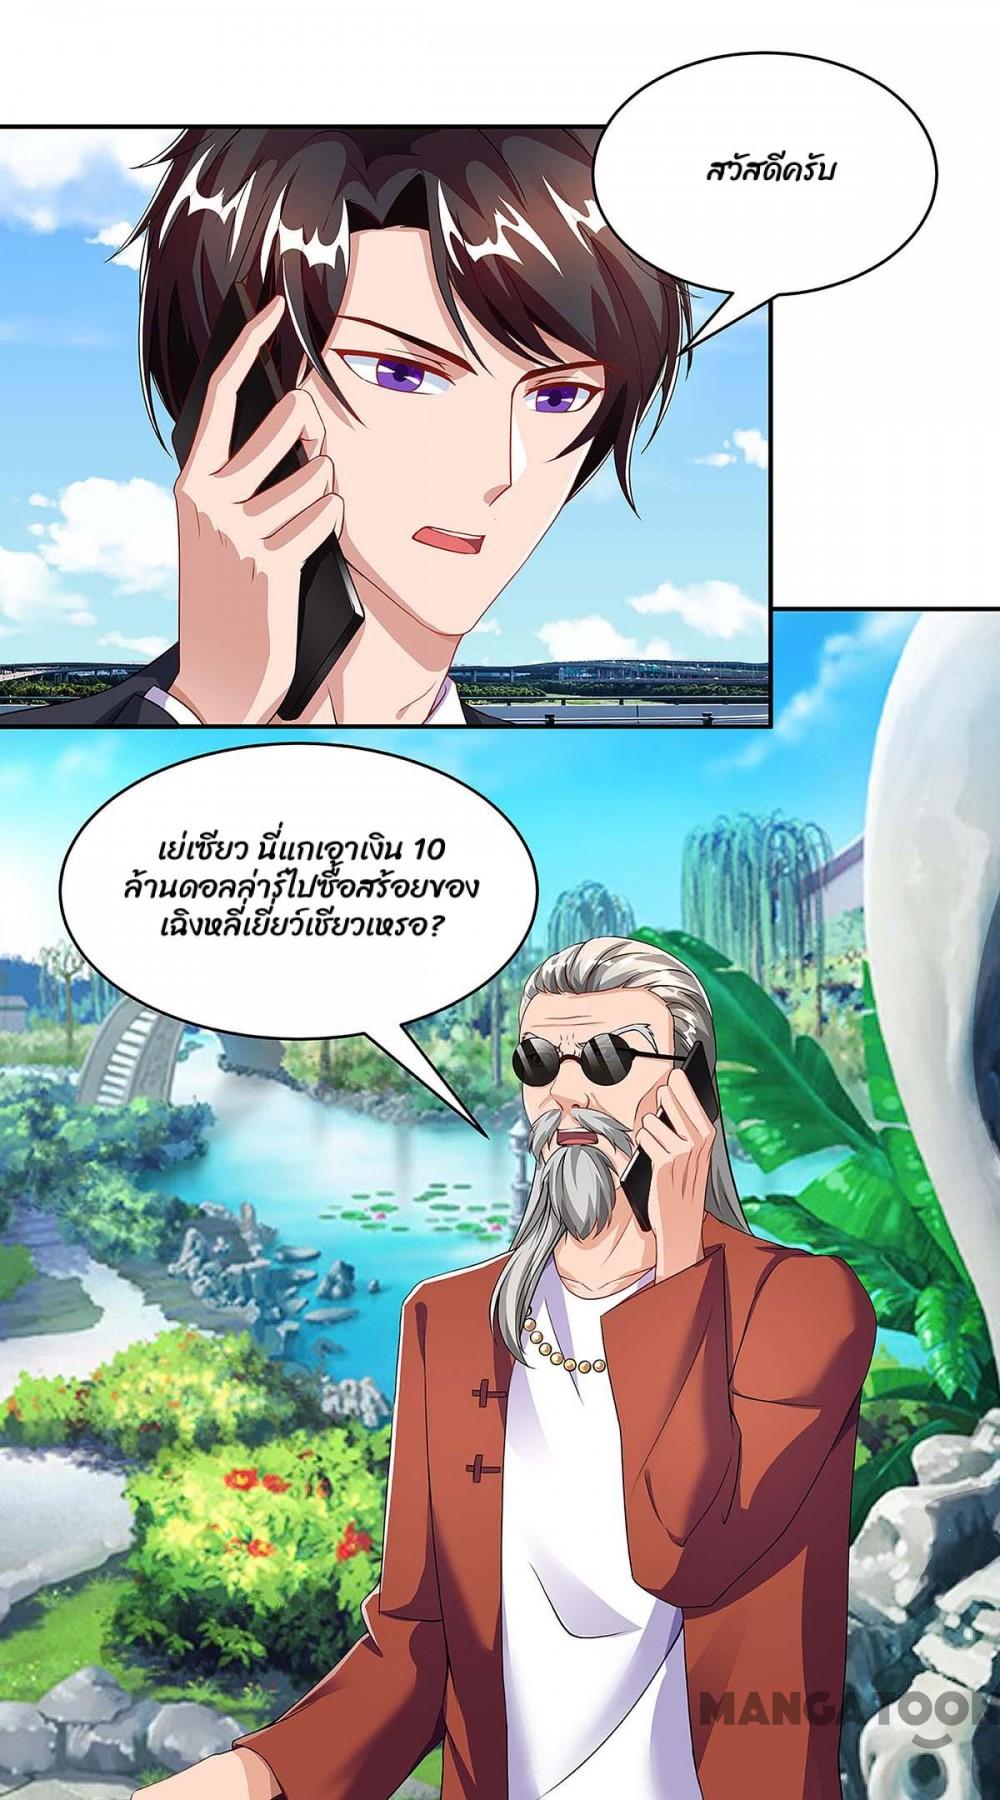 สวัสดีครับ
เย่เซียว นี่แกเอาเงิน 10
ล้านดอลล่าร์ไปซื้อสร้อยของ
เฉิงหลี่เยี่ยว์เชียวเหรอ?
MANGATOON